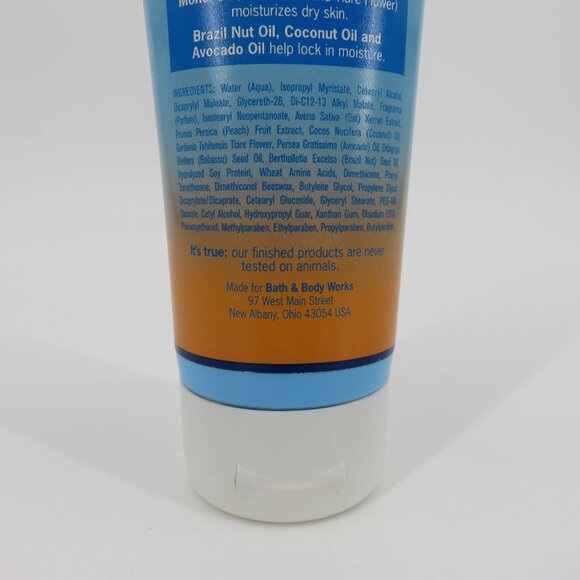 moisturizes dry skin.
Brazil Nut Oil, Coconut Oil and
Avocado Oil help lock in moisture.
INGREDIENTS: Water (Aqua), Isopropyl Myristate, Cetearyl Alcohol,
Dicaprylyl Maleate, Glycereth-26, Di-C12-13 Alkyl Malate, Fragrance
(Parfum), Isostearyl Neopentanoate, Avena Sativa (Oat) Kernel Extract,
Prunus Persica (Peach) Fruit Extract, Cocos Nucifera (Coconut) Oil,
Gardenia Tahitensis Tiare Flower, Persea Gratissima (Avocado) Oil, Orbignya
Oleifera (Babassu) Seed Oil, Bertholletia Excelsa (Brazil Nut) Seed Oil,
Hydrolyzed Soy Protein, Wheat Amino Acids, Dimethicone, Phenyl
Trimethicone, Dimethiconol Beeswax, Butylene Glycol, Propylene Glycol
Dicaprylate/Dicaprate, Cetearyl Glucoside, Glyceryl Stearate, PEG-100
Stearate, Cetyl Alcohol, Hydroxypropyl Guar, Xanthan Gum, Disodium EDTA,
Phenoxyethanol, Methylparaben, Ethylparaben, Propylparaben, Butylparaben.
It's true: our finished products are never
tested on animals.
Made for Bath & Body Works
97 West Main Street
New Albany, Ohio 43054 USA